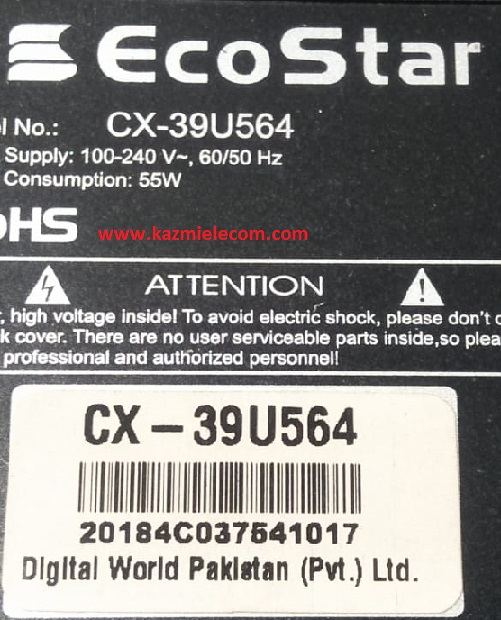 EcoStar
No.: CX-39U564
Supply: 100-240 V~, 60/50 Hz
Consumption: 55W
HS www.kazmielecom.com
ATTENTION
, high voltage inside! To avoid electric shock, please don't
k cover. There are no user serviceable parts inside,so plea
professional and authorized personnel!
CX-39U564
20184C037541017
Digital World Pakistan (Pvt.) Ltd.